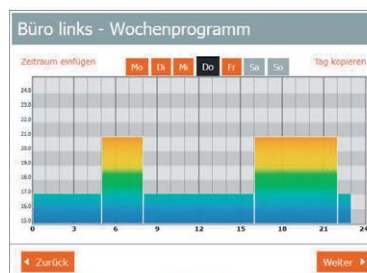 Büro links - Wochenprogramm
Zeitraum einfügen Mo Di Mi Do Fr Sa So Tag kopieren
24.0
23.0
22.0
21.0
20.0
19.0
18.0
17.0
16.0
15.0
0 3 6 9 12 15 18 21 24
Zurück Weiter